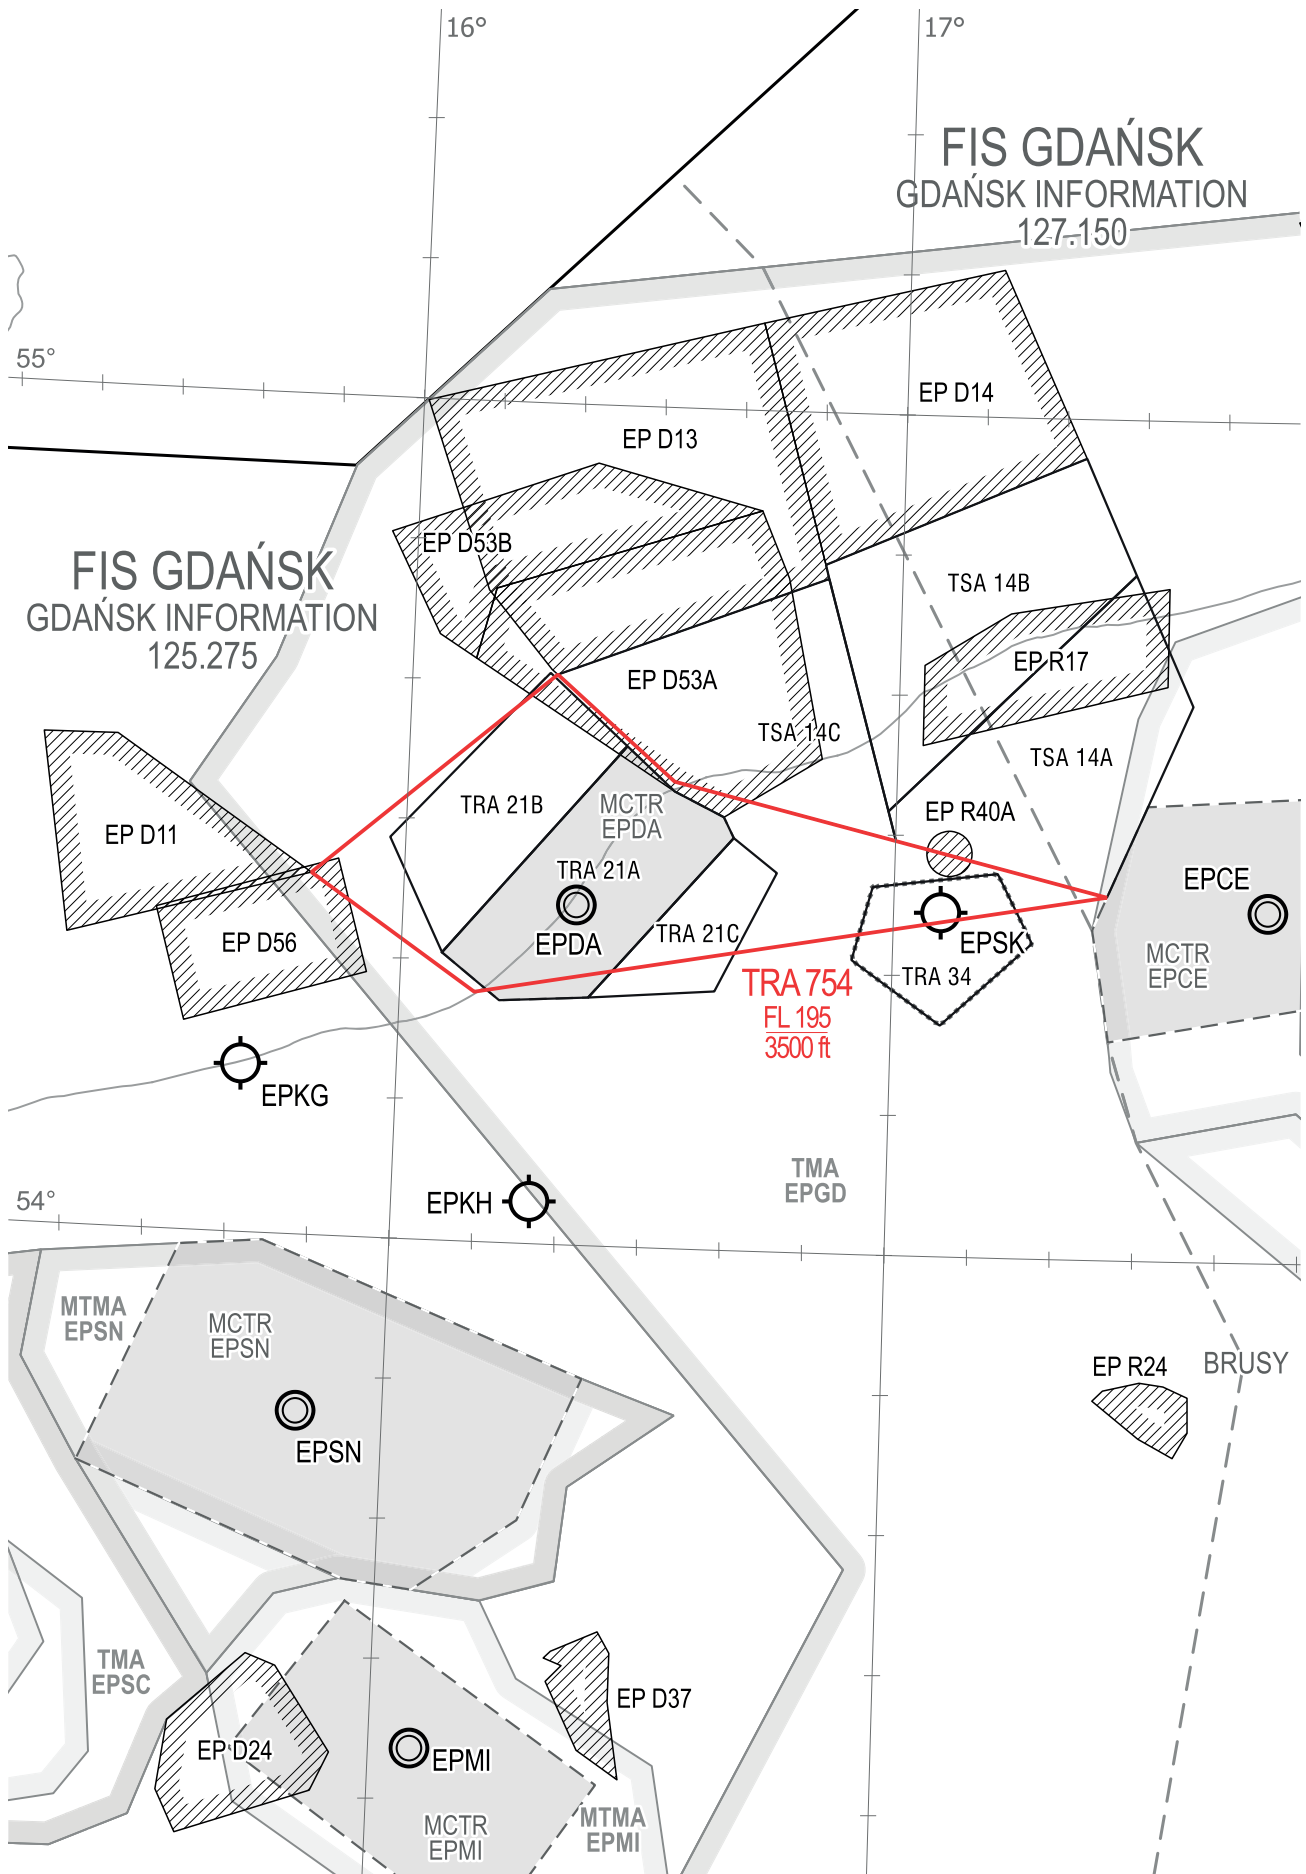 16°
17°
FIS GDAŃSK
GDAŃSK INFORMATION
127.150
55°
EP D14
EP D13
EP D53B
FIS GDAŃSK
GDAŃSK INFORMATION
125.275
TSA 14B
EP R17
EP D53A
TSA 14C
TSA 14A
TRA 21B
MCTR
EPDA
EP R40A
EP D11
TRA 21A
EPCE
EP D56
EPDA
TRA 21C
EPSK
MCTR
EPCE
TRA 34
TRA 754
FL 195
3500 ft
EPKG
TMA
EPGD
54°
EPKH
MTMA
EPSN
MCTR
EPSN
EP R24
BRUSY
EPSN
TMA
EPSC
EP D37
EP D24
EPMI
MCTR
EPMI
MTMA
EPMI